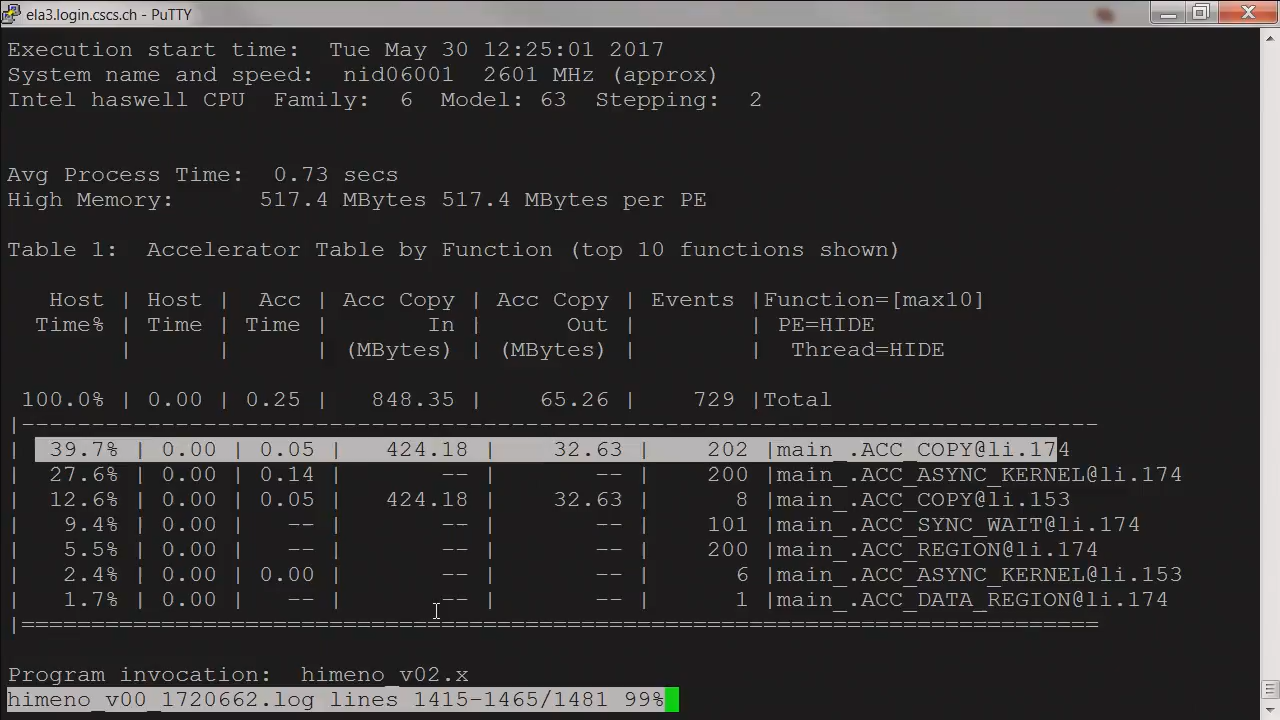 ela3.login.cscs.ch - PuTTY
Execution start time:  Tue May 30 12:25:01 2017
System name and speed:  nid06001  2601 MHz (approx)
Intel haswell CPU  Family:  6  Model: 63  Stepping:  2
Avg Process Time:  0.73 secs
High Memory:      517.4 MBytes 517.4 MBytes per PE
Table 1:  Accelerator Table by Function (top 10 functions shown)
   Host | Host |  Acc | Acc Copy | Acc Copy | Events |Function=[max10]
  Time% | Time | Time |       In |      Out |        | PE=HIDE
        |      |      | (MBytes) | (MBytes) |        |  Thread=HIDE
 100.0% | 0.00 | 0.25 |   848.35 |    65.26 |    729 |Total
|-----------------------------------------------------------------------------
|  39.7% | 0.00 | 0.05 |   424.18 |    32.63 |    202 |main_.ACC_COPY@li.174
|  27.6% | 0.00 | 0.14 |       -- |       -- |    200 |main_.ACC_ASYNC_KERNEL@li.174
|  12.6% | 0.00 | 0.05 |   424.18 |    32.63 |      8 |main_.ACC_COPY@li.153
|   9.4% | 0.00 |   -- |       -- |       -- |    101 |main_.ACC_SYNC_WAIT@li.174
|   5.5% | 0.00 |   -- |       -- |       -- |    200 |main_.ACC_REGION@li.174
|   2.4% | 0.00 | 0.00 |       -- |       -- |      6 |main_.ACC_ASYNC_KERNEL@li.153
|   1.7% | 0.00 |   -- |       -- |       -- |      1 |main_.ACC_DATA_REGION@li.174
|=============================================================================
Program invocation:  himeno_v02.x
himeno_v00_1720662.log lines 1415-1465/1481 99%